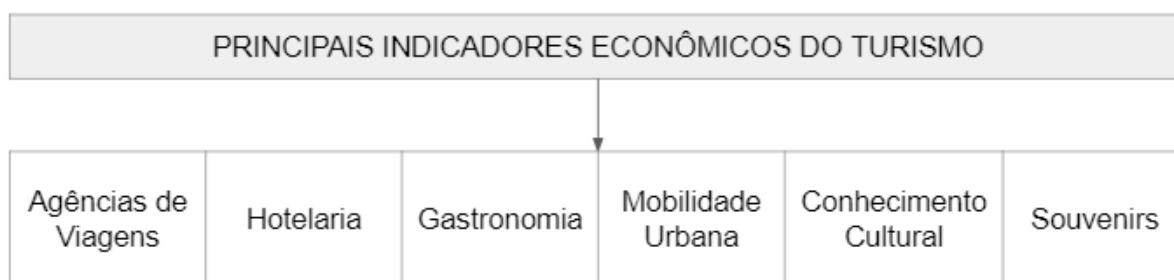 PRINCIPAIS INDICADORES ECONÔMICOS DO TURISMO
Agências de
Viagens
Hotelaria
Gastronomia
Mobilidade
Urbana
Conhecimento
Cultural
Souvenirs